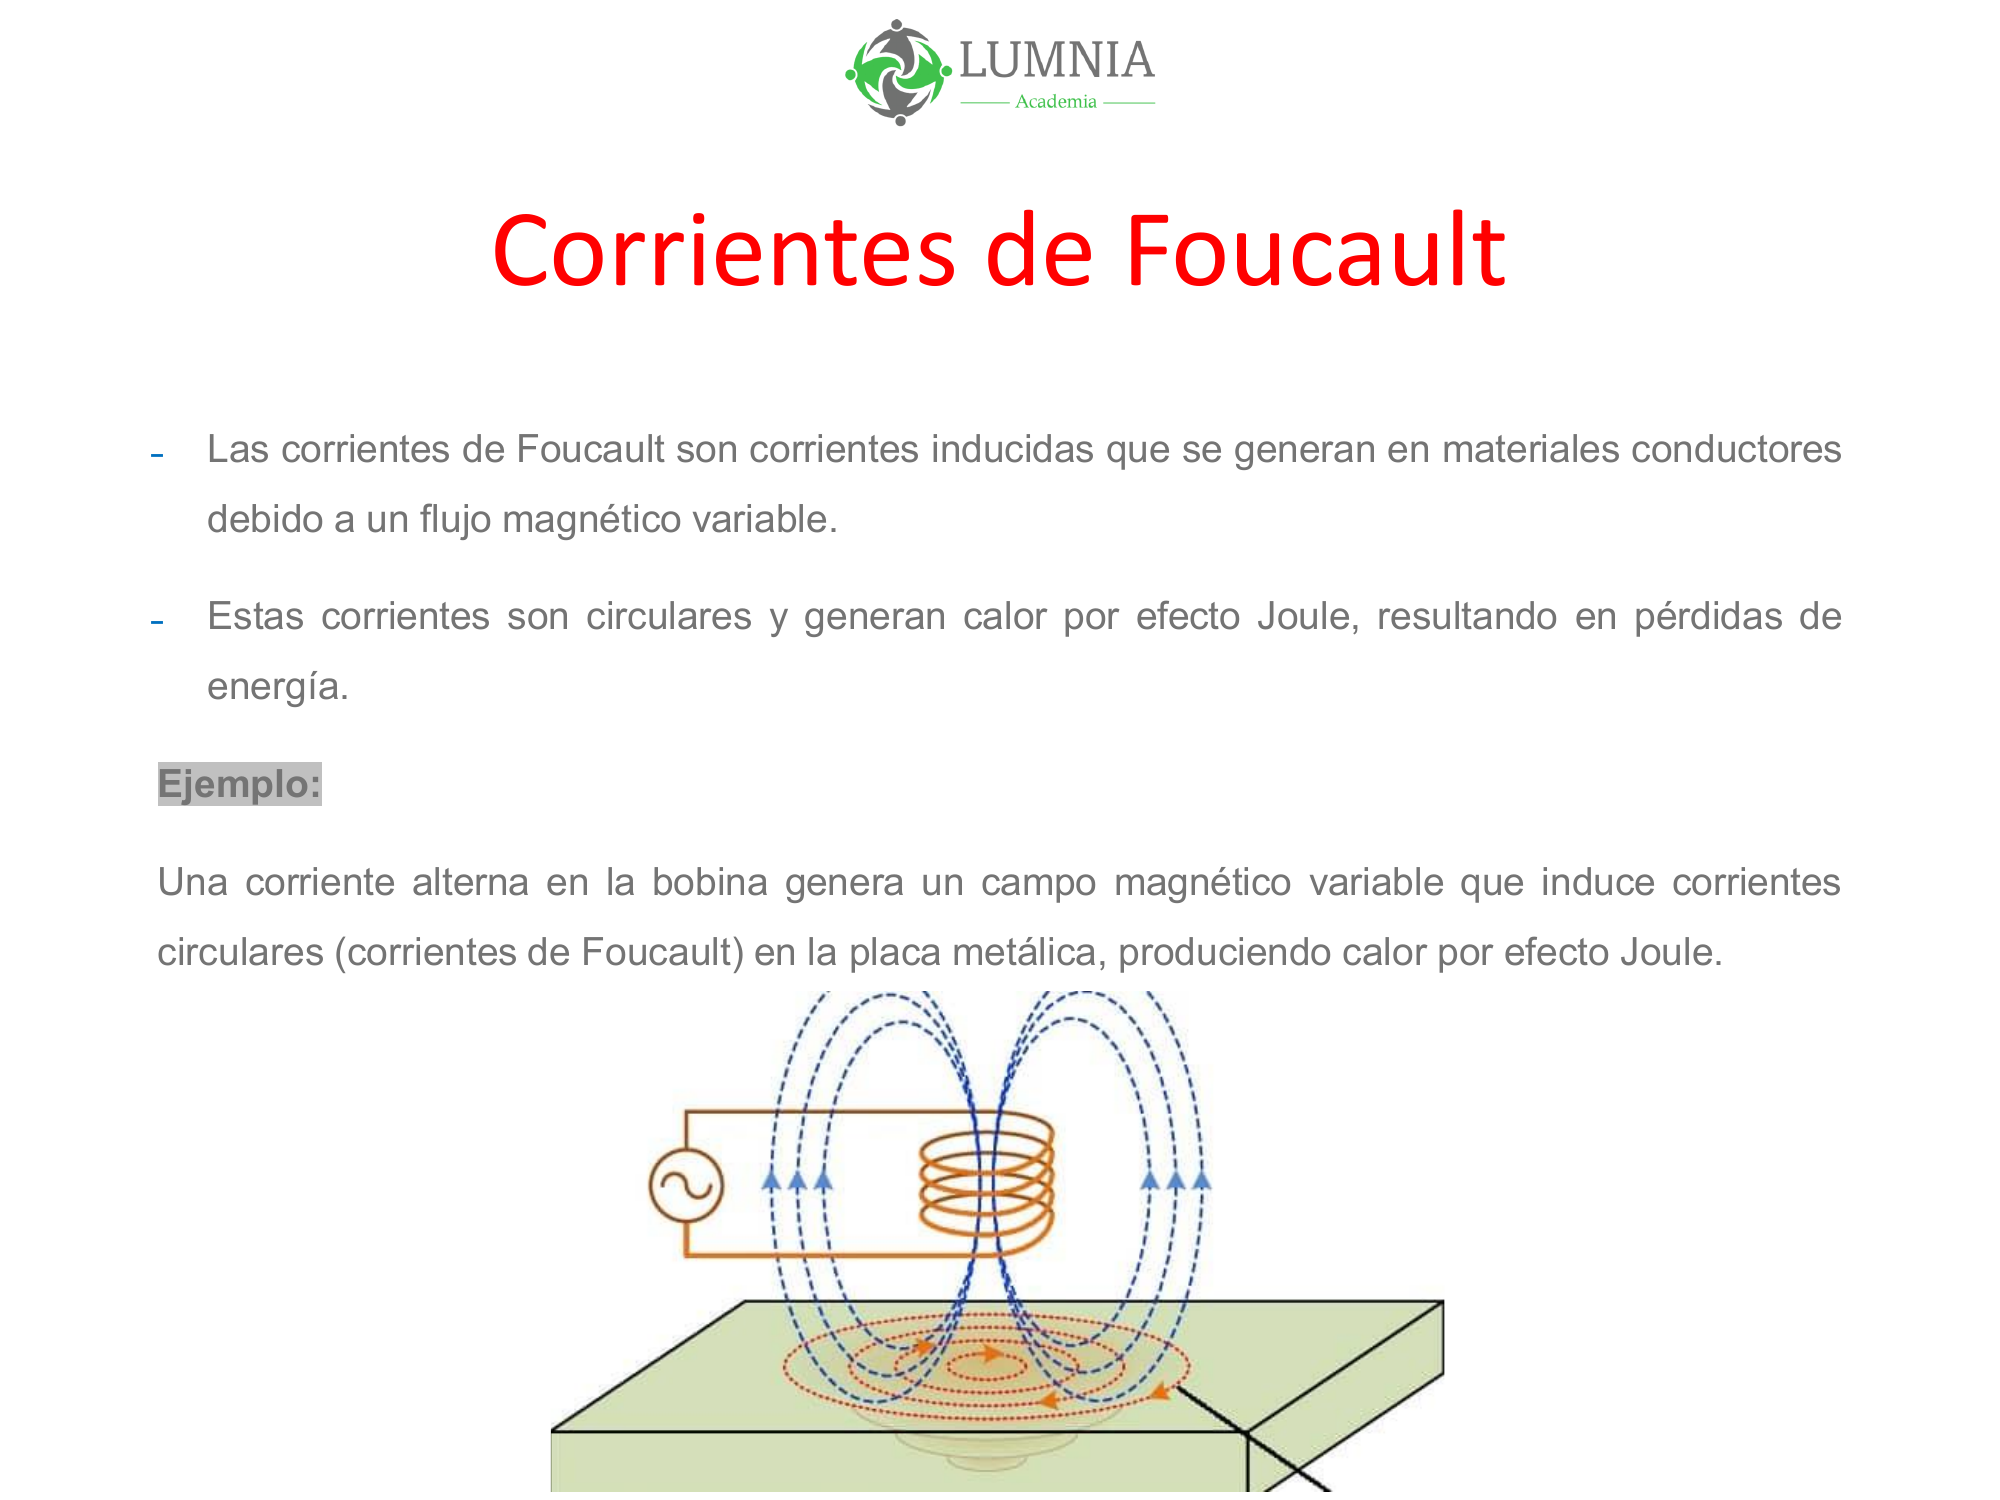 LUMNIA
Academia
Corrientes de Foucault
- Las corrientes de Foucault son corrientes inducidas que se generan en materiales conductores
debido a un flujo magnético variable.
- Estas corrientes son circulares y generan calor por efecto Joule, resultando en pérdidas de
energía.
Ejemplo:
Una corriente alterna en la bobina genera un campo magnético variable que induce corrientes
circulares (corrientes de Foucault) en la placa metálica, produciendo calor por efecto Joule.